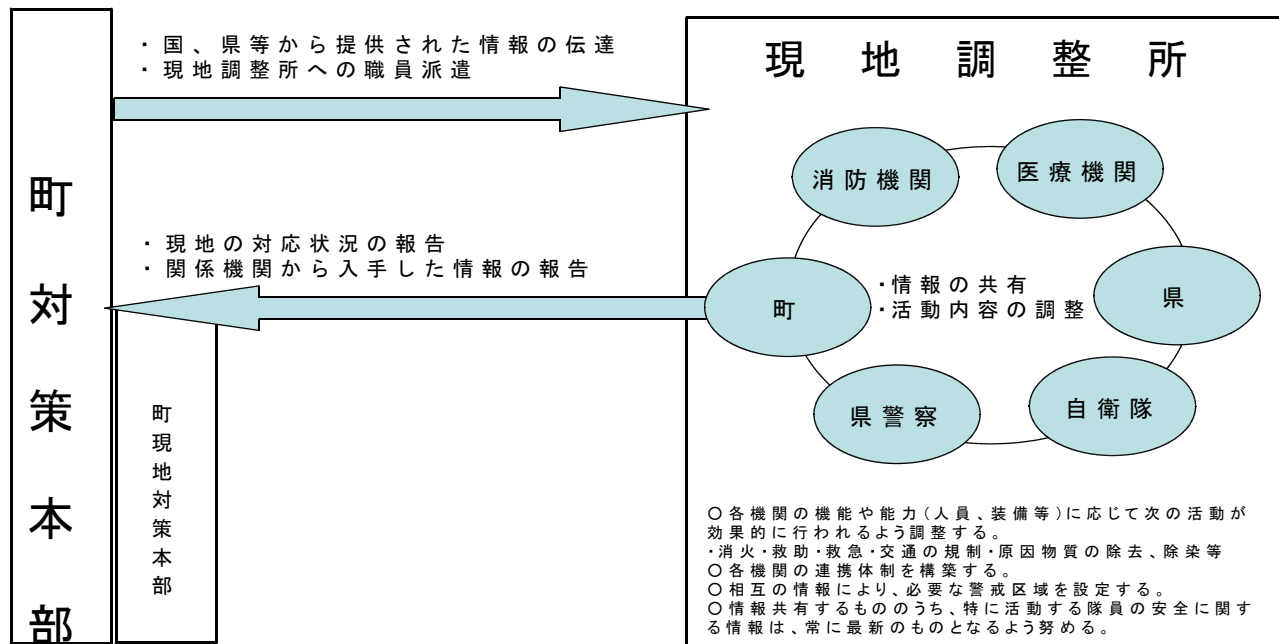 町対策本部
・国、県等から提供された情報の伝達
・現地調整所への職員派遣
・現地の対応状況の報告
・関係機関から入手した情報の報告
町現地対策本部
現地調整所
消防機関
医療機関
町
・情報の共有
・活動内容の調整
県
県警察
自衛隊
〇各機関の機能や能力(人員、装備等)に応じて次の活動が
効果的に行われるよう調整する。
・消火・救助・救急・交通の規制・原因物質の除去、除染等
〇各機関の連携体制を構築する。
〇相互の情報により、必要な警戒区域を設定する。
〇情報共有するもののうち、特に活動する隊員の安全に関す
る情報は、常に最新のものとなるよう努める。